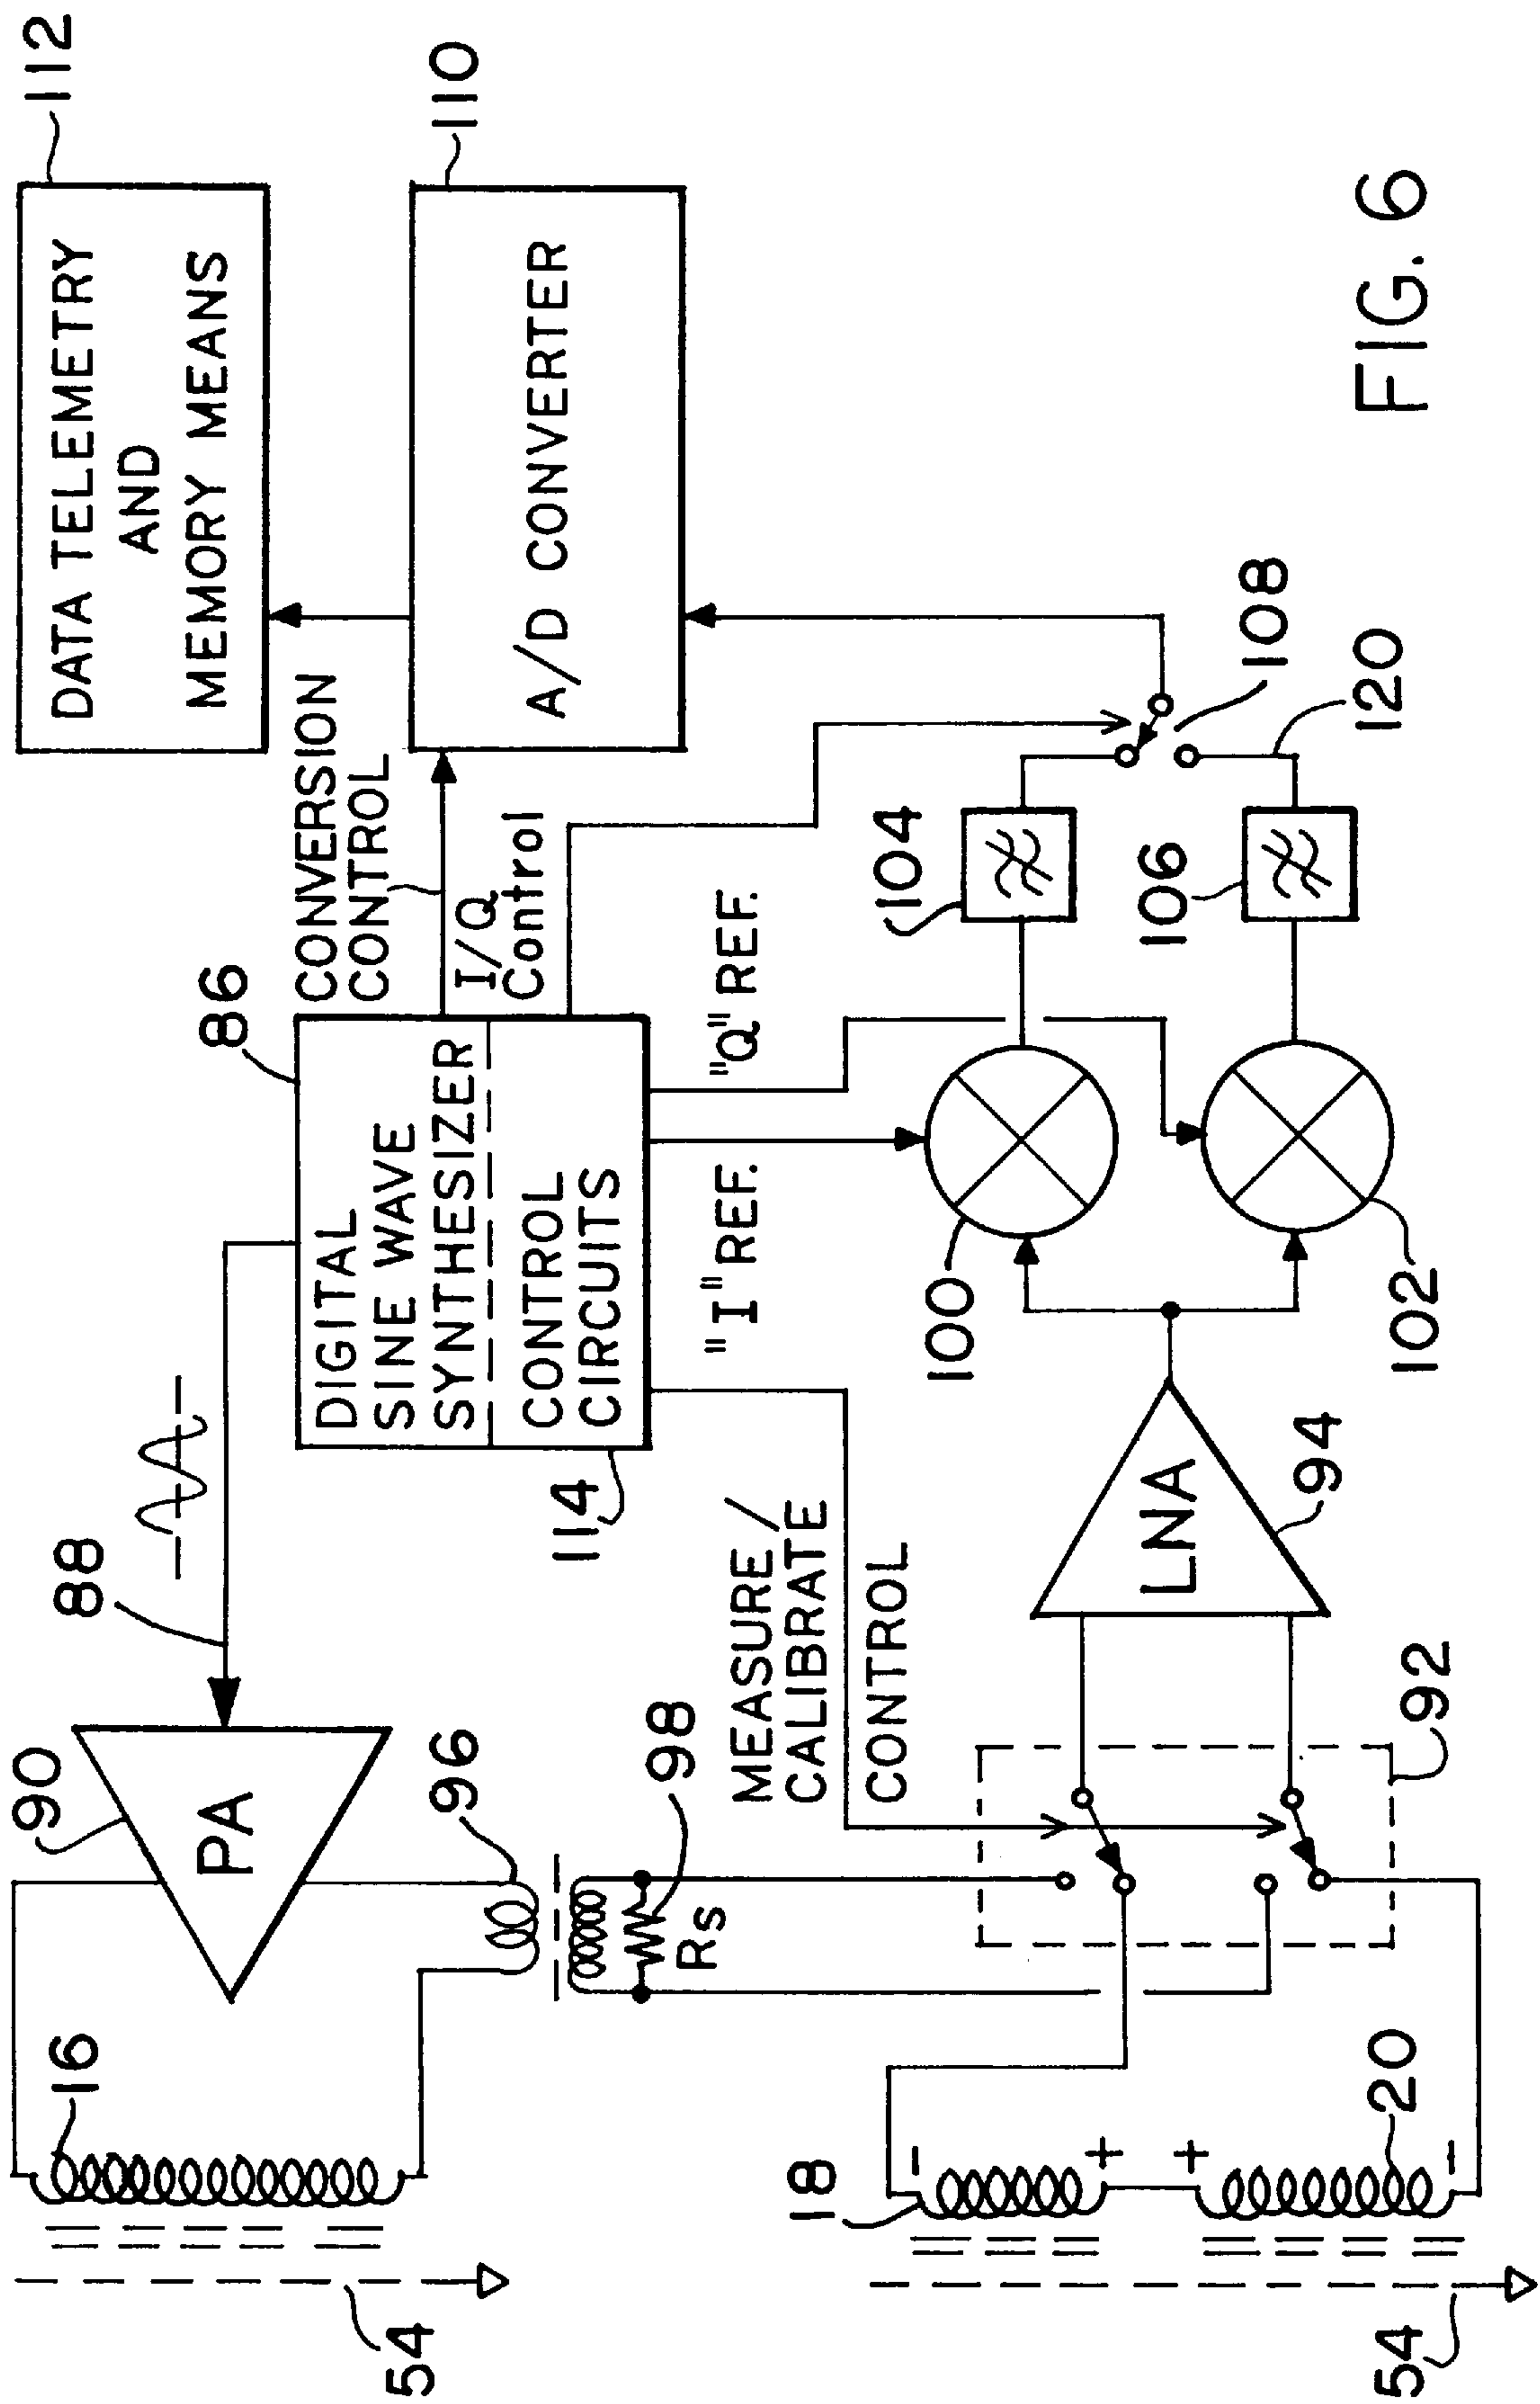 54
16
90
PA
88
86
DIGITAL
SINE WAVE
SYNTHESIZER
CONTROL
CIRCUITS
114
CONVERSION
CONTROL
I/Q
Control
DATA TELEMETRY
AND
MEMORY MEANS
112
A/D CONVERTER
110
96
98
Rs
MEASURE /
CALIBRATE
CONTROL
"I" REF.
"Q" REF.
100
102
104
106
108
120
18
-
+
+
-
20
54
92
LNA
94
FIG. 6